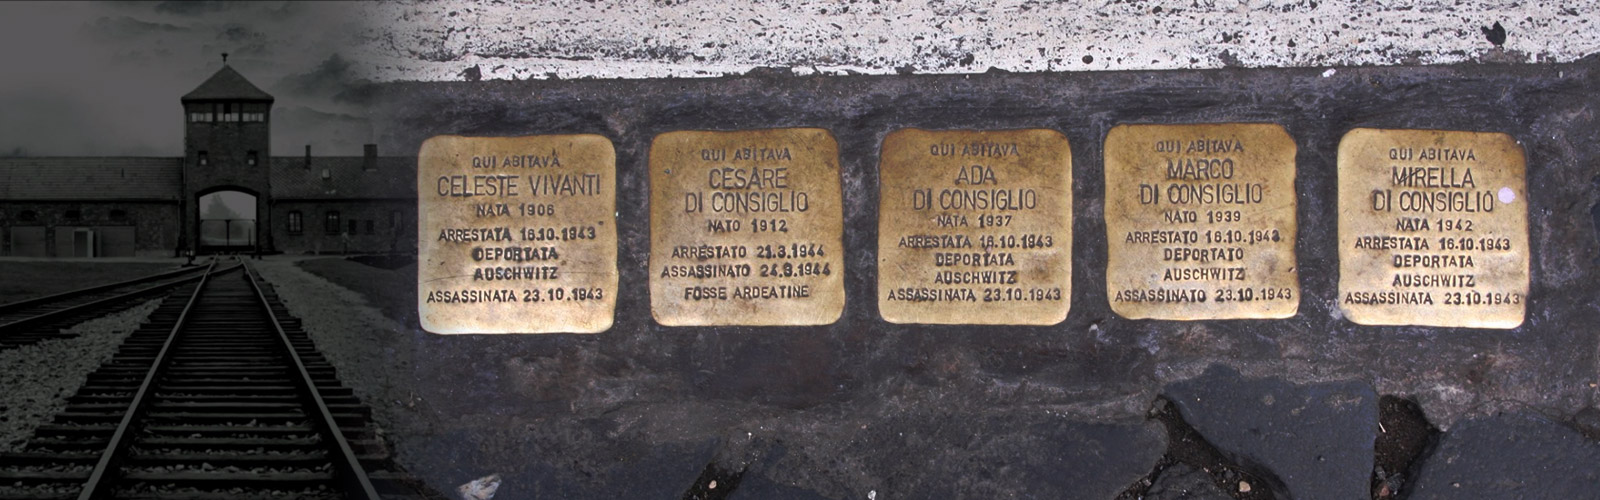 QUI ABITAVA
CELESTE VIVANTI
NATA 1906
ARRESTATA 16.10.1943
DEPORTATA
AUSCHWITZ
ASSASSINATA 23.10.1943
QUI ABITAVA
CESARE
DI CONSIGLIO
NATO 1912
ARRESTATO 21.3.1944
ASSASSINATO 24.3.1944
FOSSE ARDEATINE
QUI ABITAVA
ADA
DI CONSIGLIO
NATA 1937
ARRESTATA 16.10.1943
DEPORTATA
AUSCHWITZ
ASSASSINATA 23.10.1943
QUI ABITAVA
MARCO
DI CONSIGLIO
NATO 1939
ARRESTATO 16.10.1943
DEPORTATO
AUSCHWITZ
ASSASSINATO 23.10.1943
QUI ABITAVA
MIRELLA
DI CONSIGLIO
NATA 1942
ARRESTATA 16.10.1943
DEPORTATA
AUSCHWITZ
ASSASSINATA 23.10.1943